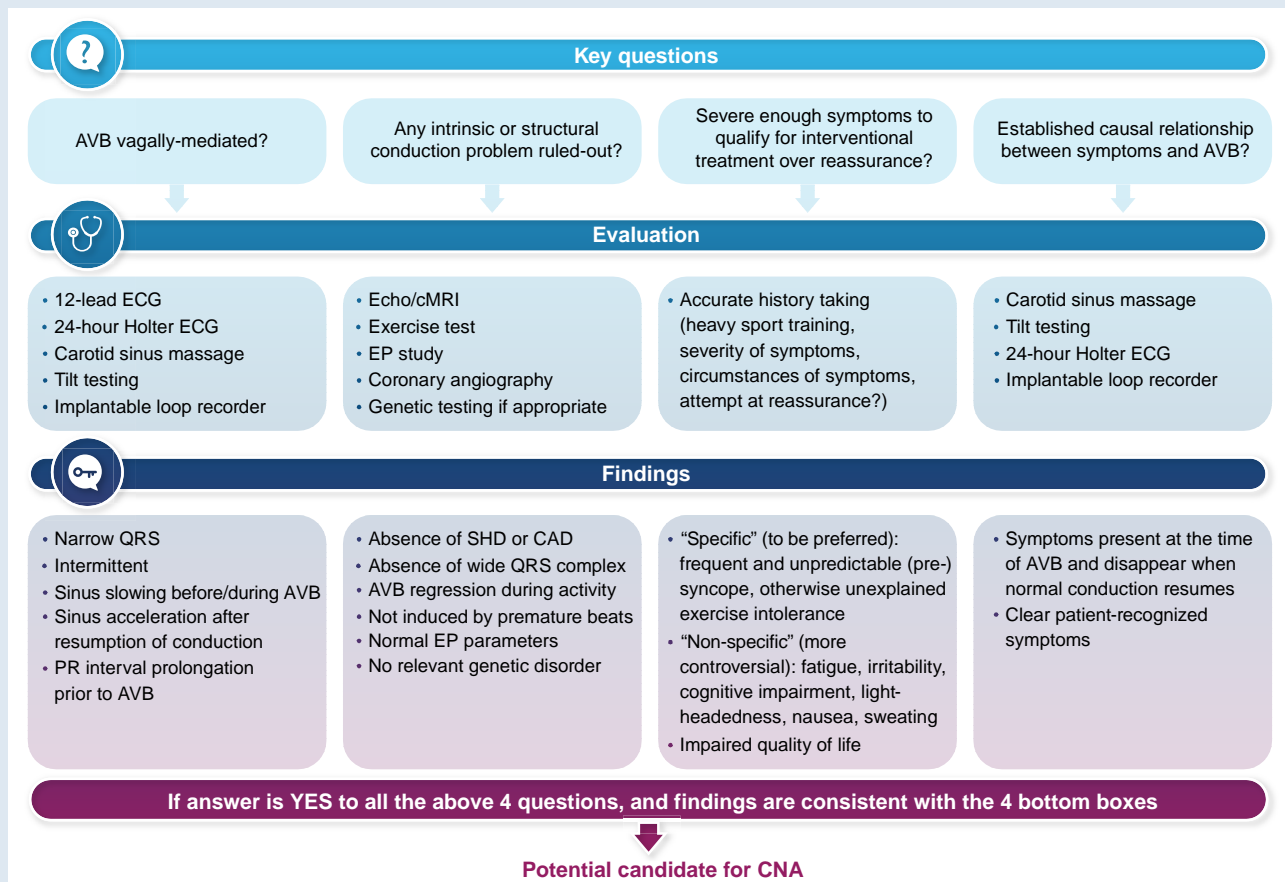 Key questions
AVB vagally-mediated?
Any intrinsic or structural
conduction problem ruled-out?
Severe enough symptoms to
qualify for interventional
treatment over reassurance?
Established causal relationship
between symptoms and AVB?
Evaluation
• 12-lead ECG
• 24-hour Holter ECG
• Carotid sinus massage
• Tilt testing
• Implantable loop recorder
• Echo/cMRI
• Exercise test
• EP study
• Coronary angiography
• Genetic testing if appropriate
• Accurate history taking
(heavy sport training,
severity of symptoms,
circumstances of symptoms,
attempt at reassurance?)
• Carotid sinus massage
• Tilt testing
• 24-hour Holter ECG
• Implantable loop recorder
Findings
• Narrow QRS
• Intermittent
• Sinus slowing before/during AVB
• Sinus acceleration after
resumption of conduction
• PR interval prolongation
prior to AVB
• Absence of SHD or CAD
• Absence of wide QRS complex
• AVB regression during activity
• Not induced by premature beats
• Normal EP parameters
• No relevant genetic disorder
• “Specific” (to be preferred):
frequent and unpredictable (pre-)
syncope, otherwise unexplained
exercise intolerance
• “Non-specific” (more
controversial): fatigue, irritability,
cognitive impairment, light-
headedness, nausea, sweating
• Impaired quality of life
• Symptoms present at the time
of AVB and disappear when
normal conduction resumes
• Clear patient-recognized
symptoms
If answer is YES to all the above 4 questions, and findings are consistent with the 4 bottom boxes
Potential candidate for CNA